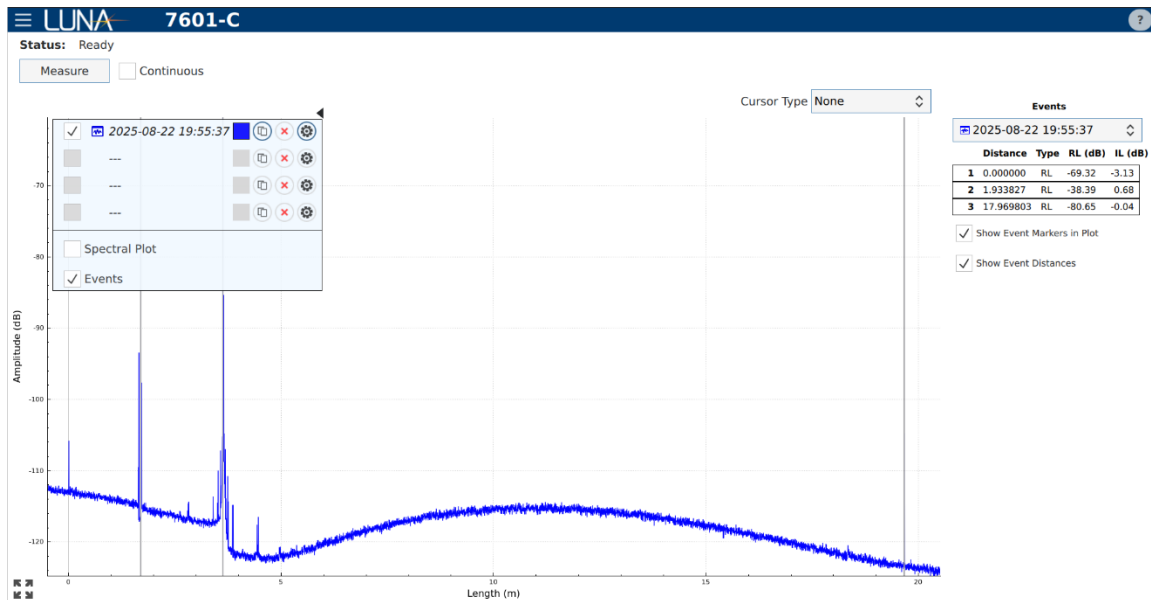 LUNA 7601-C ?
Status: Ready
Measure Continuous
Cursor Type None
2025-08-22 19:55:37
---
---
---
Spectral Plot
Events
Events
2025-08-22 19:55:37
Distance Type RL (dB) IL (dB)
1 0.000000 RL -69.32 -3.13
2 1.933827 RL -38.39 0.68
3 17.969803 RL -80.65 -0.04
Show Event Markers in Plot
Show Event Distances
Amplitude (dB)
-70
-80
-90
-100
-110
-120
0 5 10 15 20
Length (m)